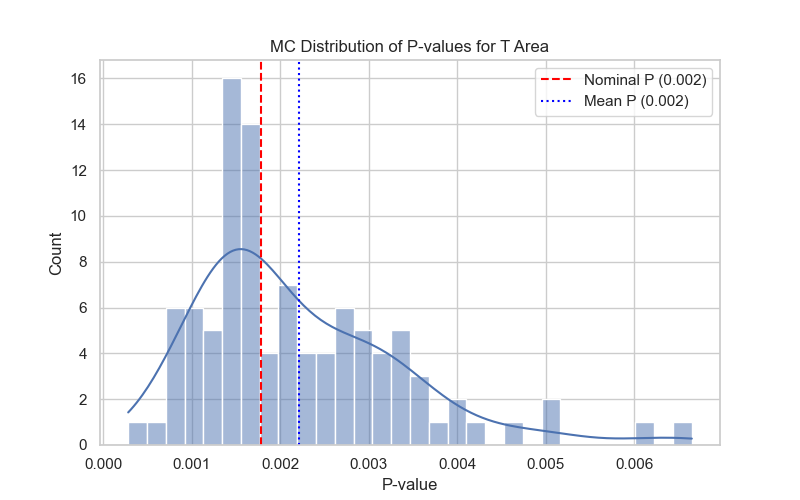 MC Distribution of P-values for T Area
Nominal P (0.002)
Mean P (0.002)
16
14
12
10
8
6
4
2
0
Count
0.000 0.001 0.002 0.003 0.004 0.005 0.006
P-value